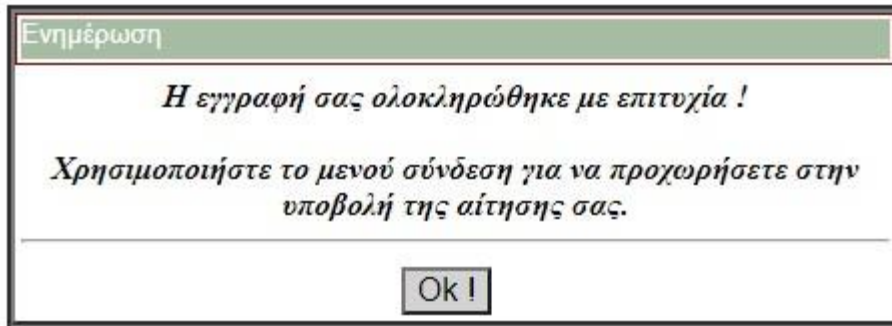 Ενημέρωση
Η εγγραφή σας ολοκληρώθηκε με επιτυχία !
Χρησιμοποιήστε το μενού σύνδεση για να προχωρήσετε στην
υποβολή της αίτησης σας.
Ok !